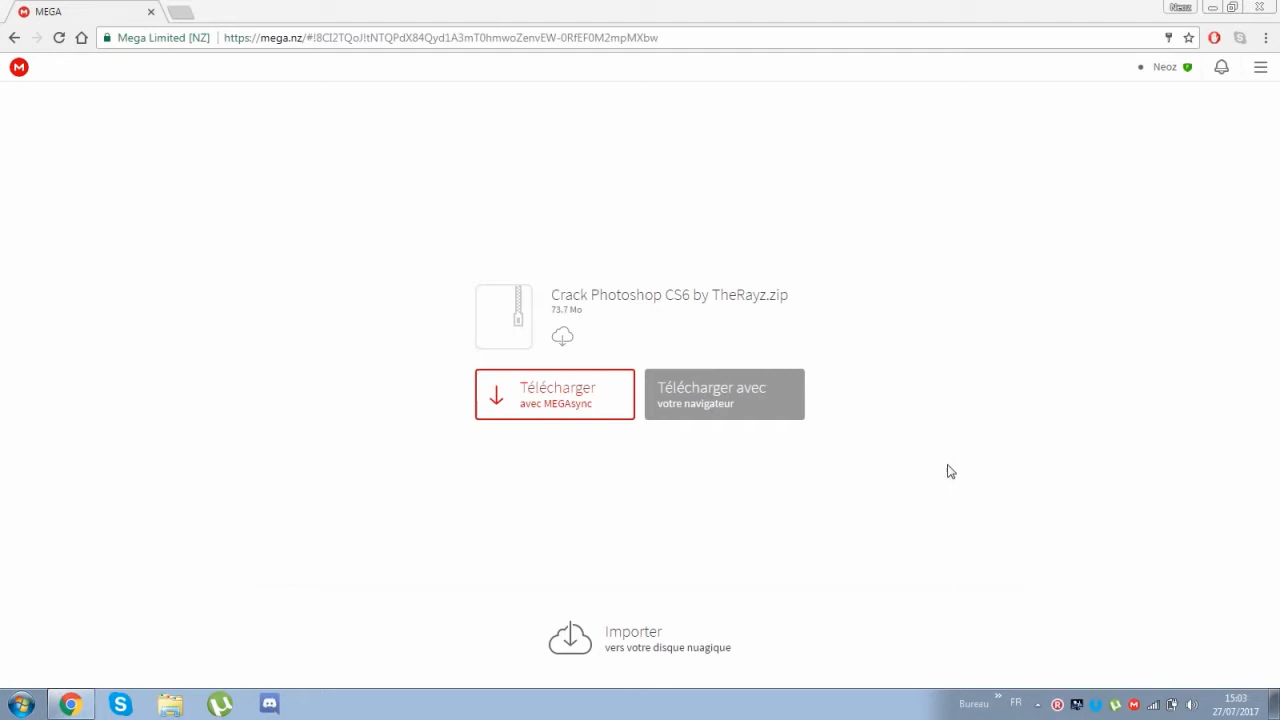 MEGA
Neoz
Mega Limited [NZ]
https://mega.nz/#!8CI2TQoJ!tNTQPdX84Qyd1A3mT0hmwoZenvEW-0RfEF0M2mpMXbw
M
Neoz
Crack Photoshop CS6 by TheRayz.zip
73.7 Mo
Télécharger
avec MEGAsync
Télécharger avec
votre navigateur
Importer
vers votre disque nuagique
Bureau
FR
15:03
27/07/2017